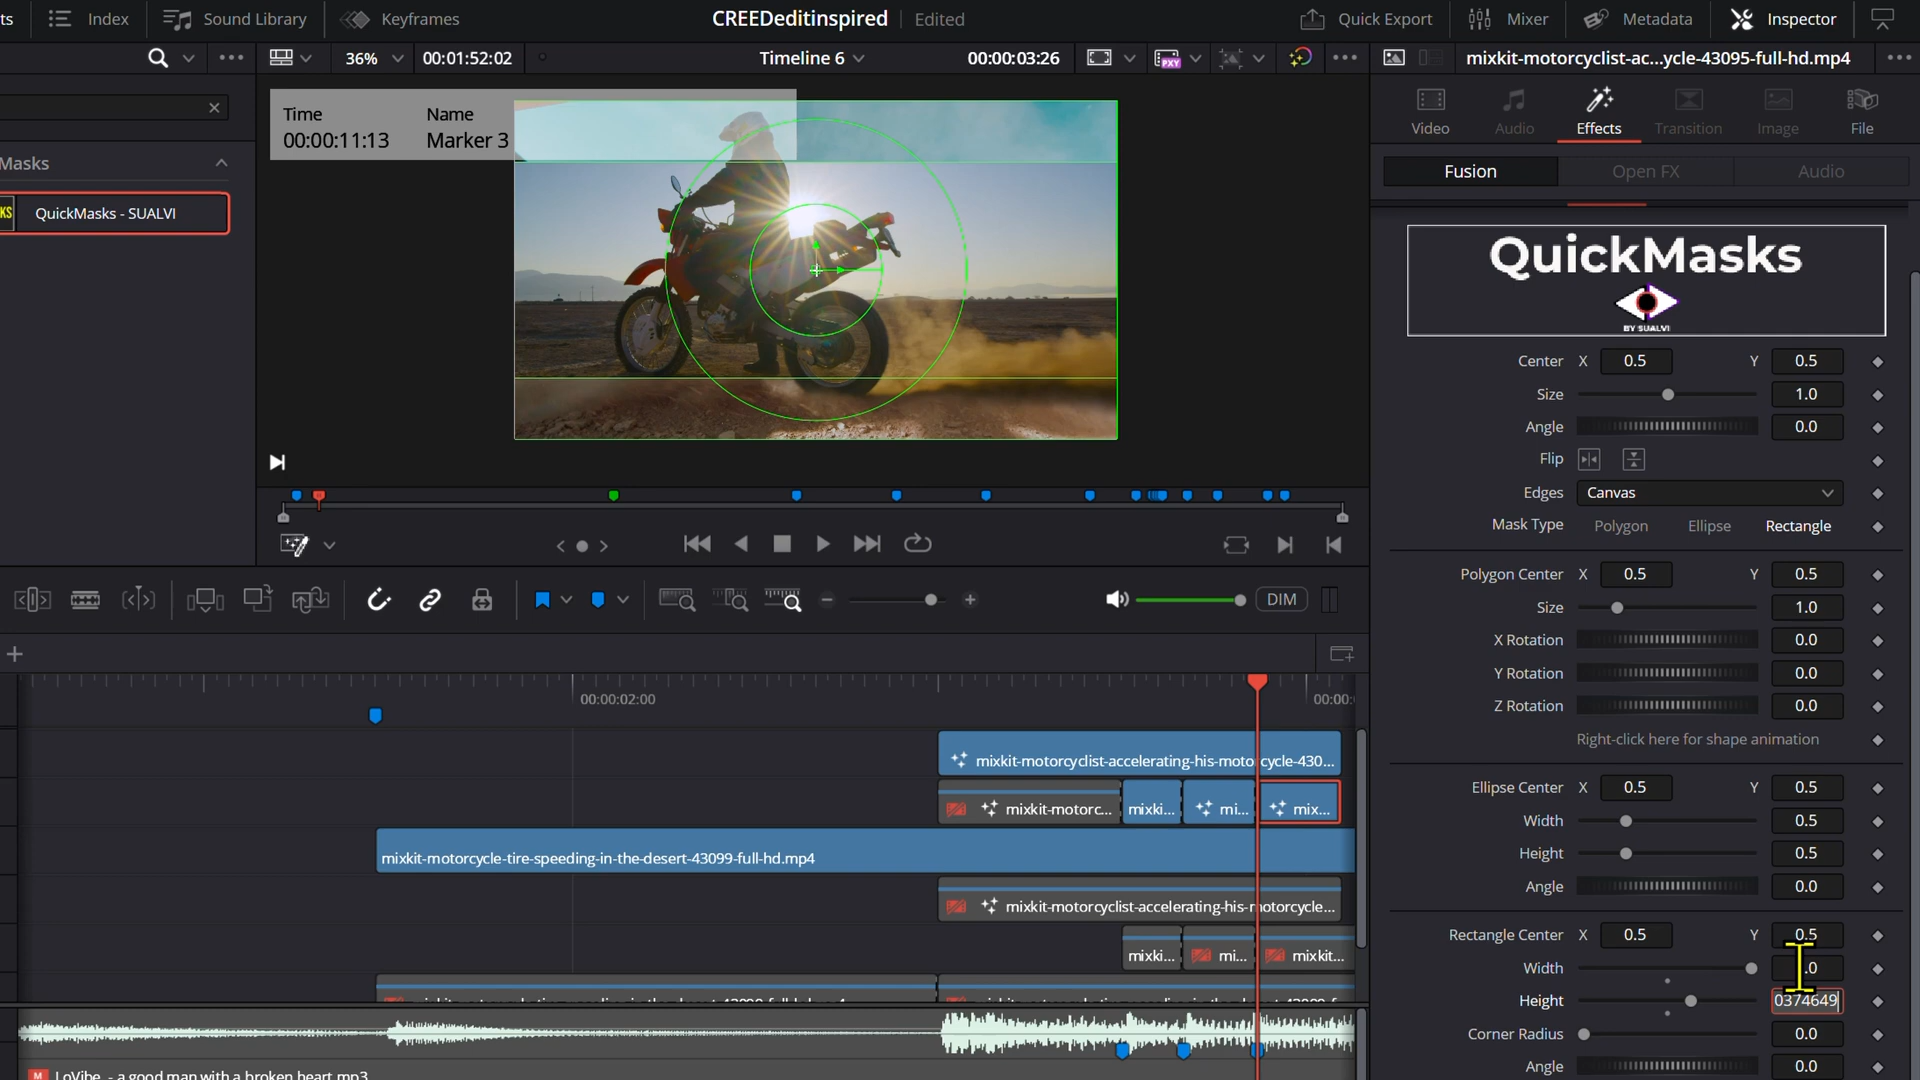 ts
Index
Sound Library
Keyframes
CREEDeditinspired
Edited
Quick Export
Mixer
Metadata
Inspector
36%
00:01:52:02
Timeline 6
00:00:03:26
PXY
mixkit-motorcyclist-ac...ycle-43095-full-hd.mp4
Time
Name
00:00:11:13
Marker 3
Masks
KS
QuickMasks - SUALVI
Video
Audio
Effects
Transition
Image
File
Fusion
Open FX
Audio
QuickMasks
BY SUALVI
Center X 0.5 Y 0.5
Size 1.0
Angle 0.0
Flip
Edges Canvas
Mask Type Polygon Ellipse Rectangle
Polygon Center X 0.5 Y 0.5
Size 1.0
X Rotation 0.0
Y Rotation 0.0
Z Rotation 0.0
Right-click here for shape animation
Ellipse Center X 0.5 Y 0.5
Width 0.5
Height 0.5
Angle 0.0
Rectangle Center X 0.5 Y 0.5
Width .0
Height 0374649
Corner Radius 0.0
Angle 0.0
DIM
00:00:02:00
00:00:
mixkit-motorcyclist-accelerating-his-motorcycle-430...
mixkit-motorc...
mixki...
mi...
mix...
mixkit-motorcycle-tire-speeding-in-the-desert-43099-full-hd.mp4
mixkit-motorcyclist-accelerating-his-motorcycle...
mixki...
mi...
mixkit...
M
LoVibe. - a good man with a broken heart.mp3